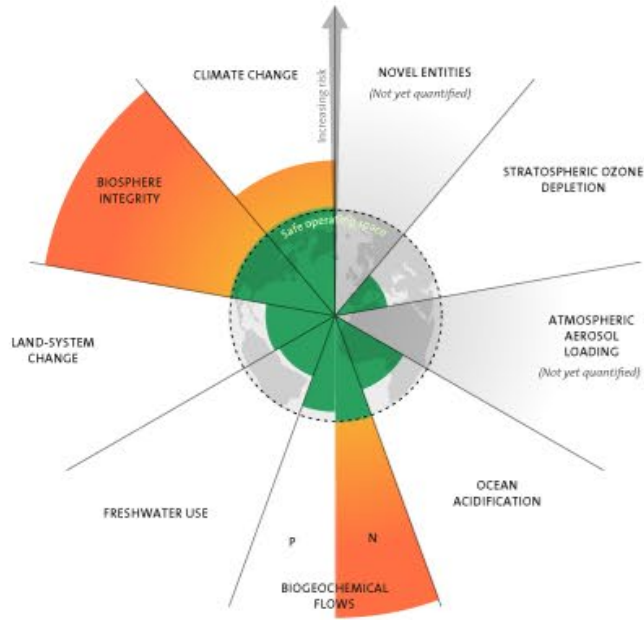 CLIMATE CHANGE
Increasing risk
NOVEL ENTITIES
(Not yet quantified)
STRATOSPHERIC OZONE
DEPLETION
BIOSPHERE
INTEGRITY
Safe operating space
ATMOSPHERIC
AEROSOL
LOADING
(Not yet quantified)
LAND-SYSTEM
CHANGE
OCEAN
ACIDIFICATION
FRESHWATER USE
P
N
BIOGEOCHEMICAL
FLOWS